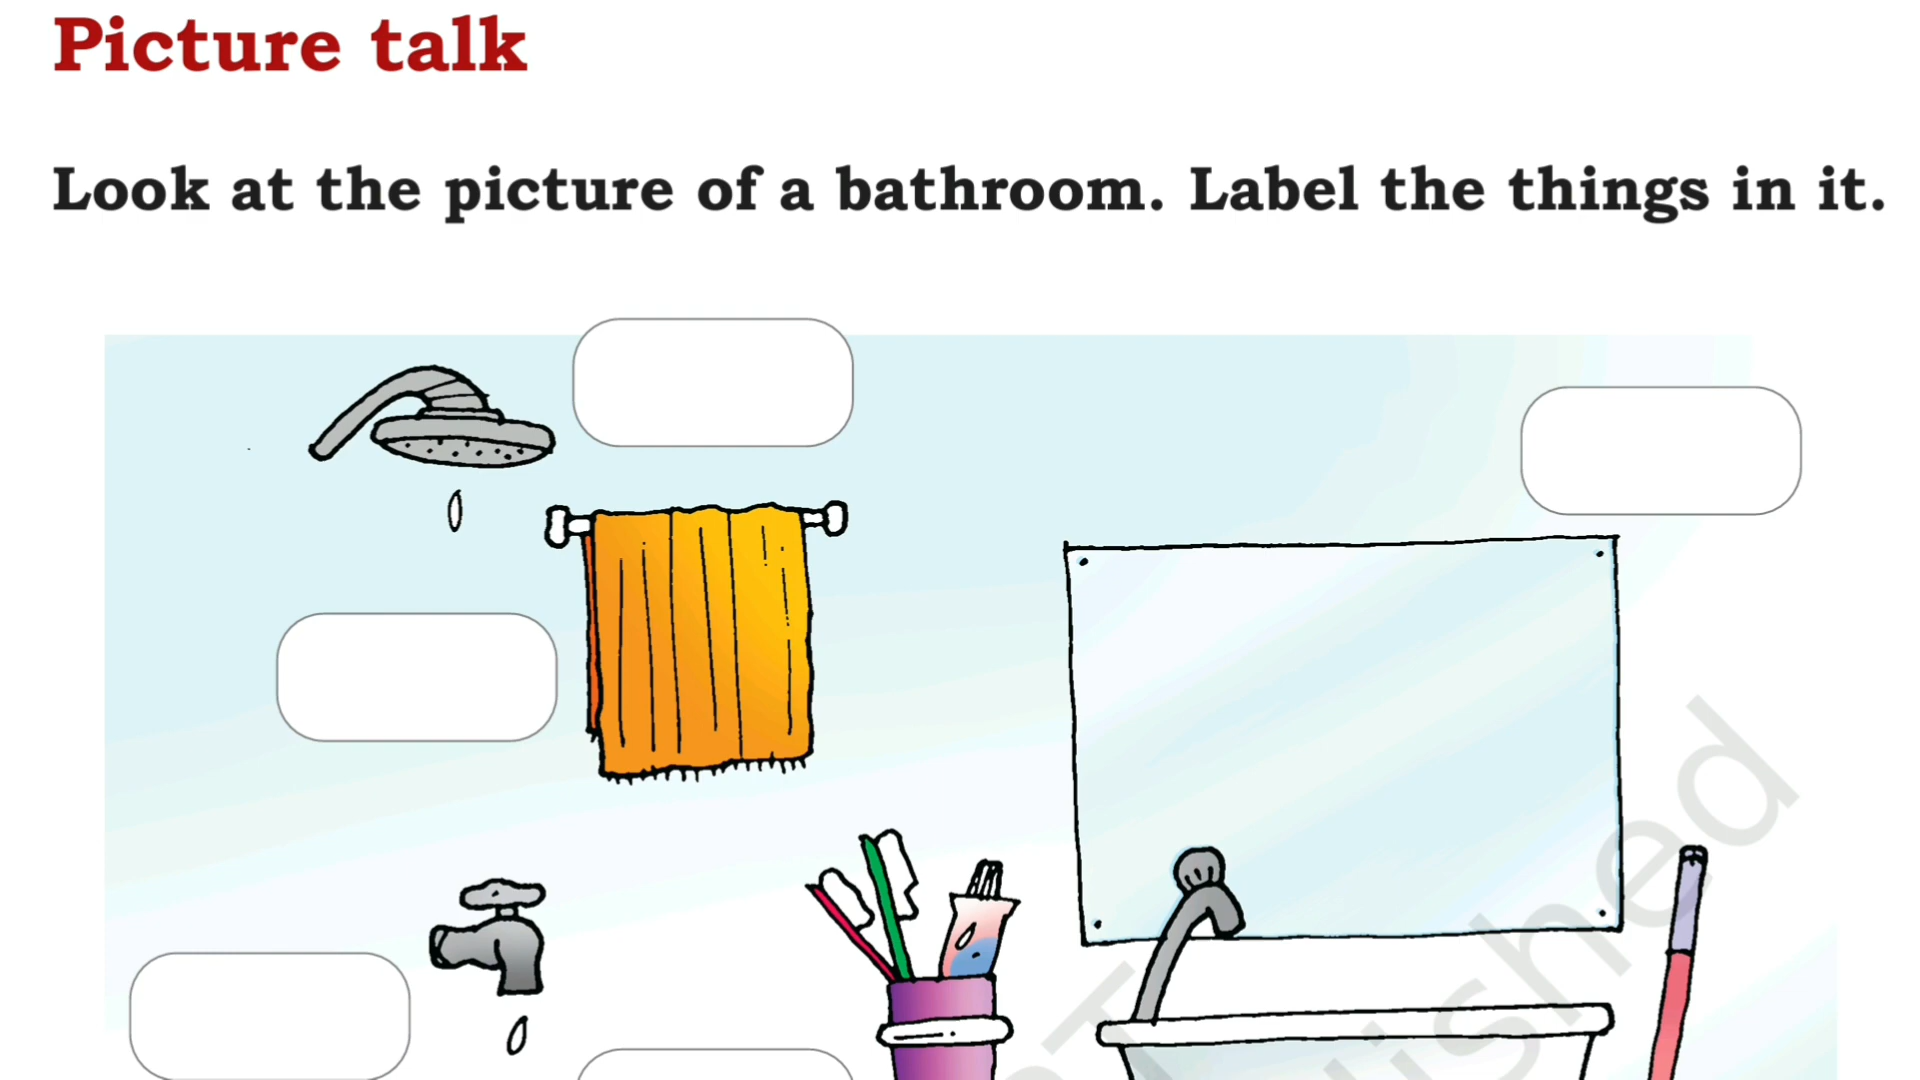 Picture talk
Look at the picture of a bathroom. Label the things in it.